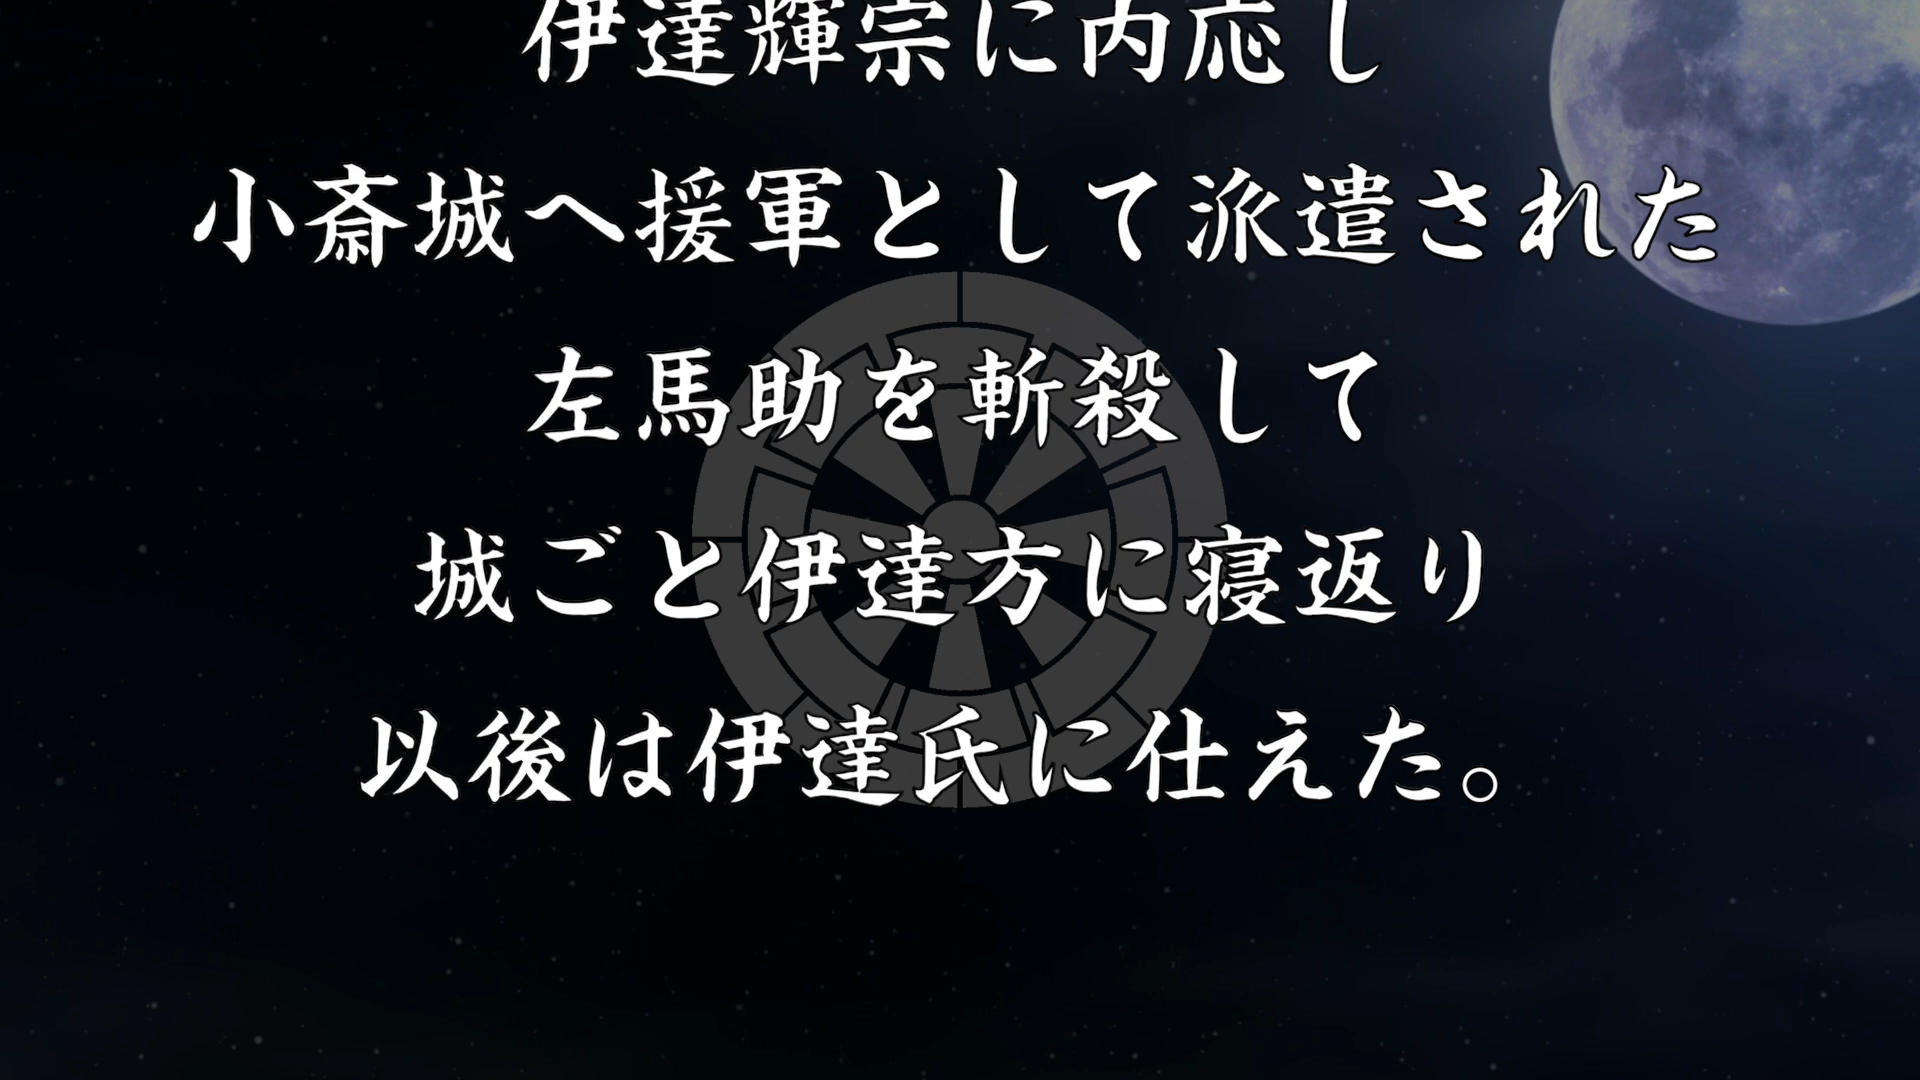 伊達輝宗に内応し
小斎城へ援軍として派遣された
左馬助を斬殺して
城ごと伊達方に寝返り
以後は伊達氏に仕えた。